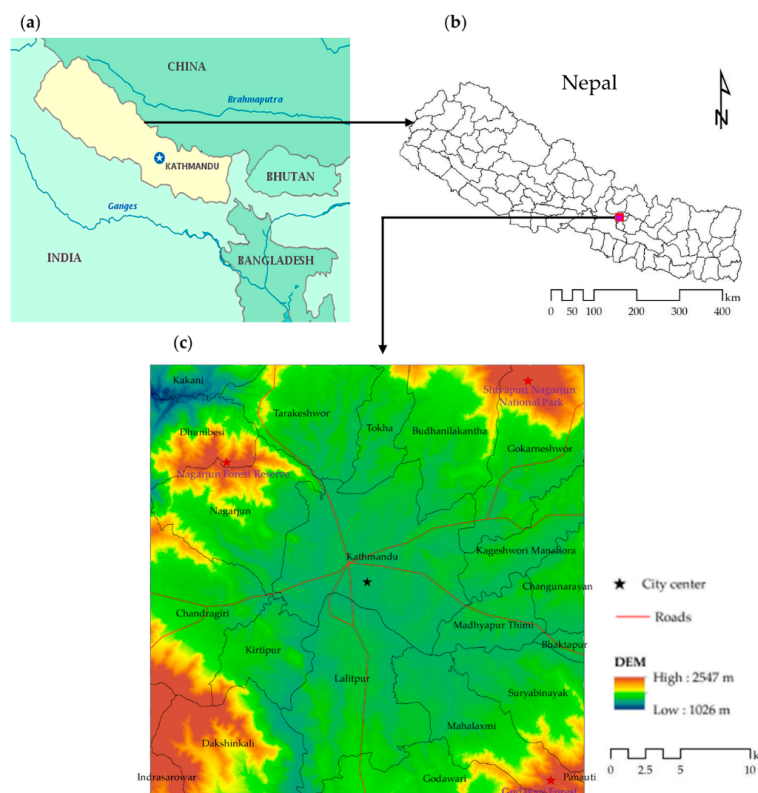 (a)
(b)
CHINA
Brahmaputra
KATHMANDU
BHUTAN
Ganges
INDIA
BANGLADESH
Nepal
N
km
0 50 100 200 300 400
(c)
Kakani
Shivapuri Nagarjun
National Park
Tarakeshwor
Tokha
Budhanilakantha
Dhunibesi
Gokarneshwor
Nagarjun Forest Reserve
Nagarjun
Kathmandu
Kageshwori Manahora
Changunarayan
Chandragiri
Madhyapur Thimi
Bhaktapur
Kirtipur
Lalitpur
Suryabinayak
Mahalaxmi
Dakshinkali
Indrasarowar
Godawari
Panauti
Godawari Forest
City center
Roads
DEM
High : 2547 m
Low : 1026 m
0 2.5 5 10